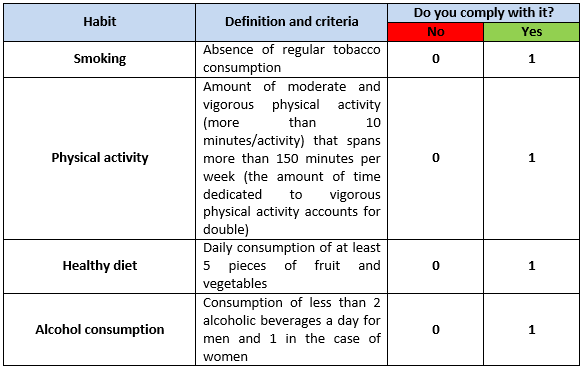 Habit
Definition and criteria
Do you comply with it?
No
Yes
Smoking
Absence of regular tobacco
consumption
0
1
Physical activity
Amount of moderate and
vigorous physical activity
(more than 10
minutes/activity) that spans
more than 150 minutes per
week (the amount of time
dedicated to vigorous
physical activity accounts for
double)
0
1
Healthy diet
Daily consumption of at least
5 pieces of fruit and
vegetables
0
1
Alcohol consumption
Consumption of less than 2
alcoholic beverages a day for
men and 1 in the case of
women
0
1